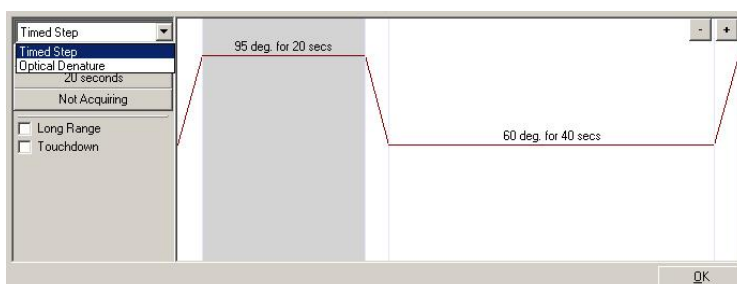 Timed Step
Timed Step
Optical Denature
20 seconds
Not Acquiring
Long Range
Touchdown
95 deg. for 20 secs
60 deg. for 40 secs
- +
OK